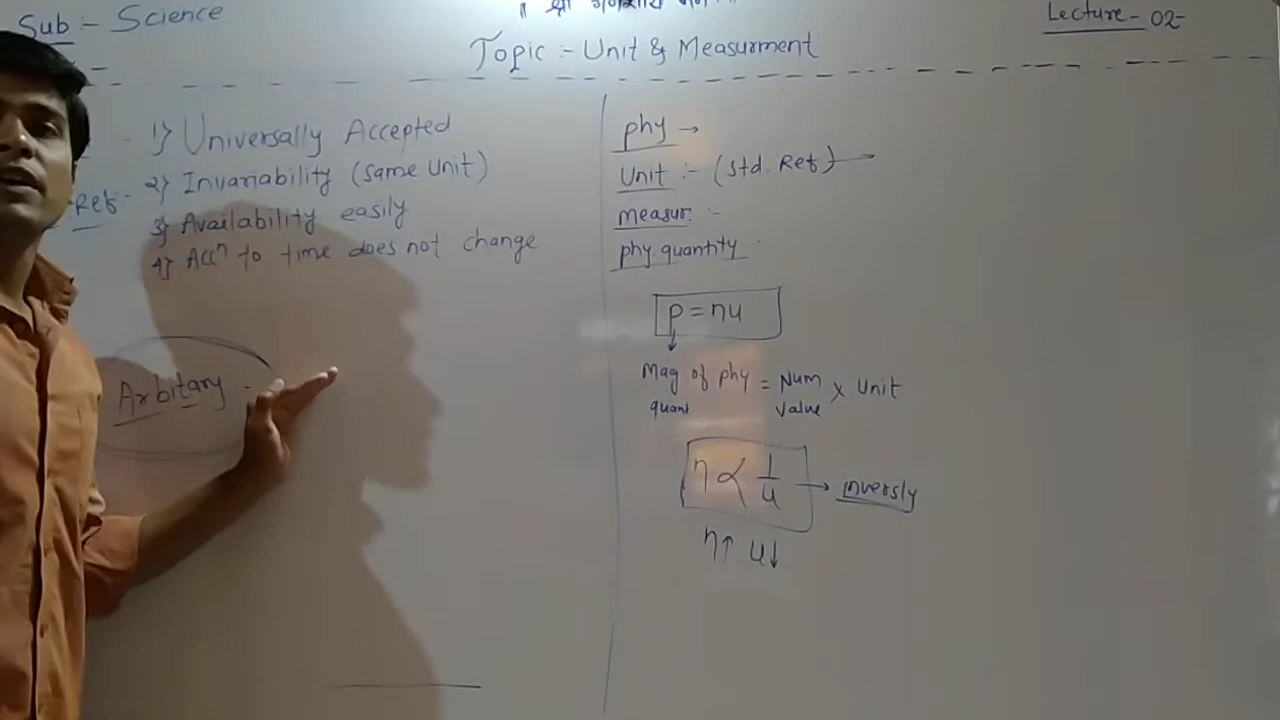 Sub :- Science
॥ श्री
Lecture - 02-
Topic :- Unit & Measurment
1) Universally Accepted
2) Invariability (same Unit)
Ref -
3) Availability easily
4) Accⁿ to time does not change
Arbitary -
phy →
Unit :- (std. Ref)
measur. :-
phy quantity :
p = nu
Mag of phy = Num x Unit
quant value
n ∝ 1/u → inversly
n↑ u↓